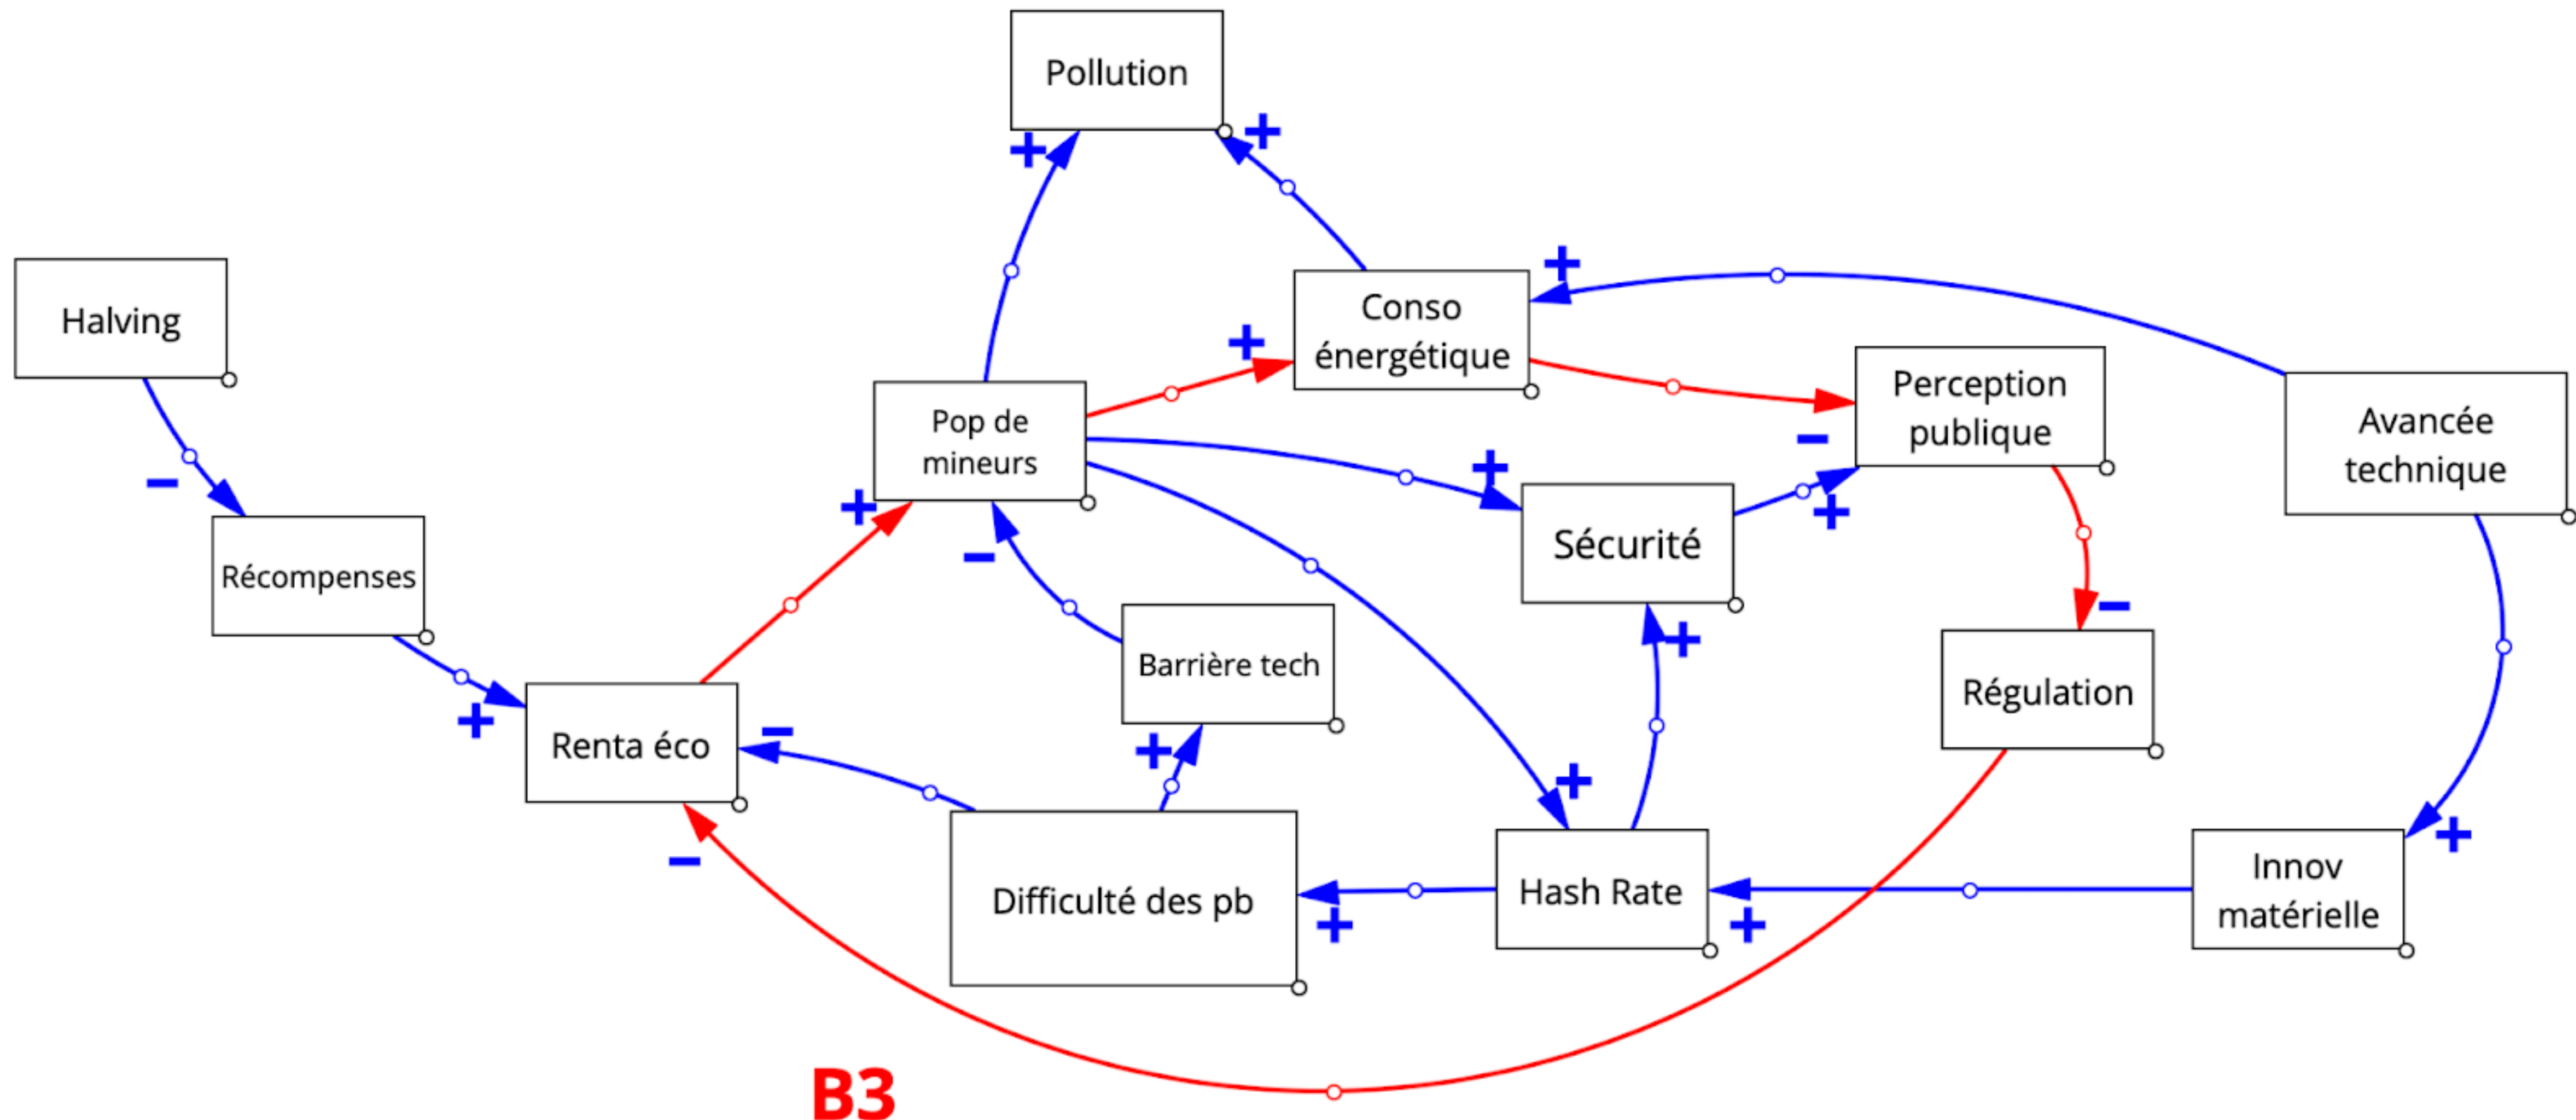 Pollution
+
+
Halving
Conso
énergétique
+
+
Perception
publique
Avancée
technique
Pop de
mineurs
−
+
−
+
+
−
Récompenses
Sécurité
+
−
+
Barrière tech
Régulation
+
Renta éco
−
+
+
−
+
Difficulté des pb
Hash Rate
+
+
Innov
matérielle
B3